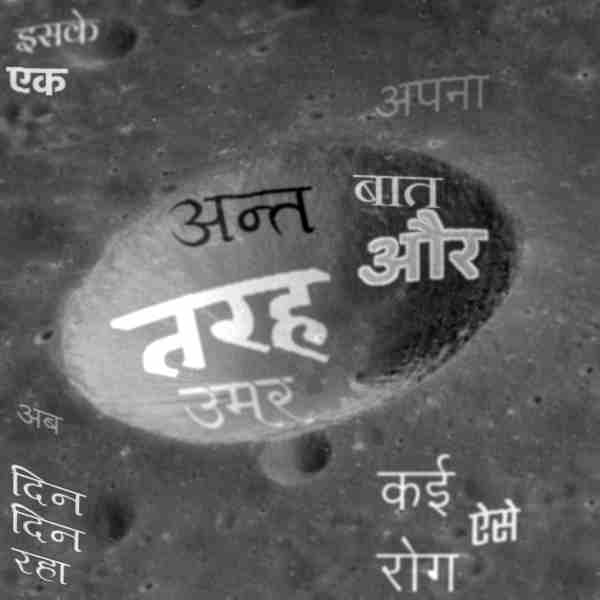 इसके
एक
अपना
अन्त
बात
और
तरह
उमर
अब
दिन
दिन
रहा
कई
ऐसे
रोग